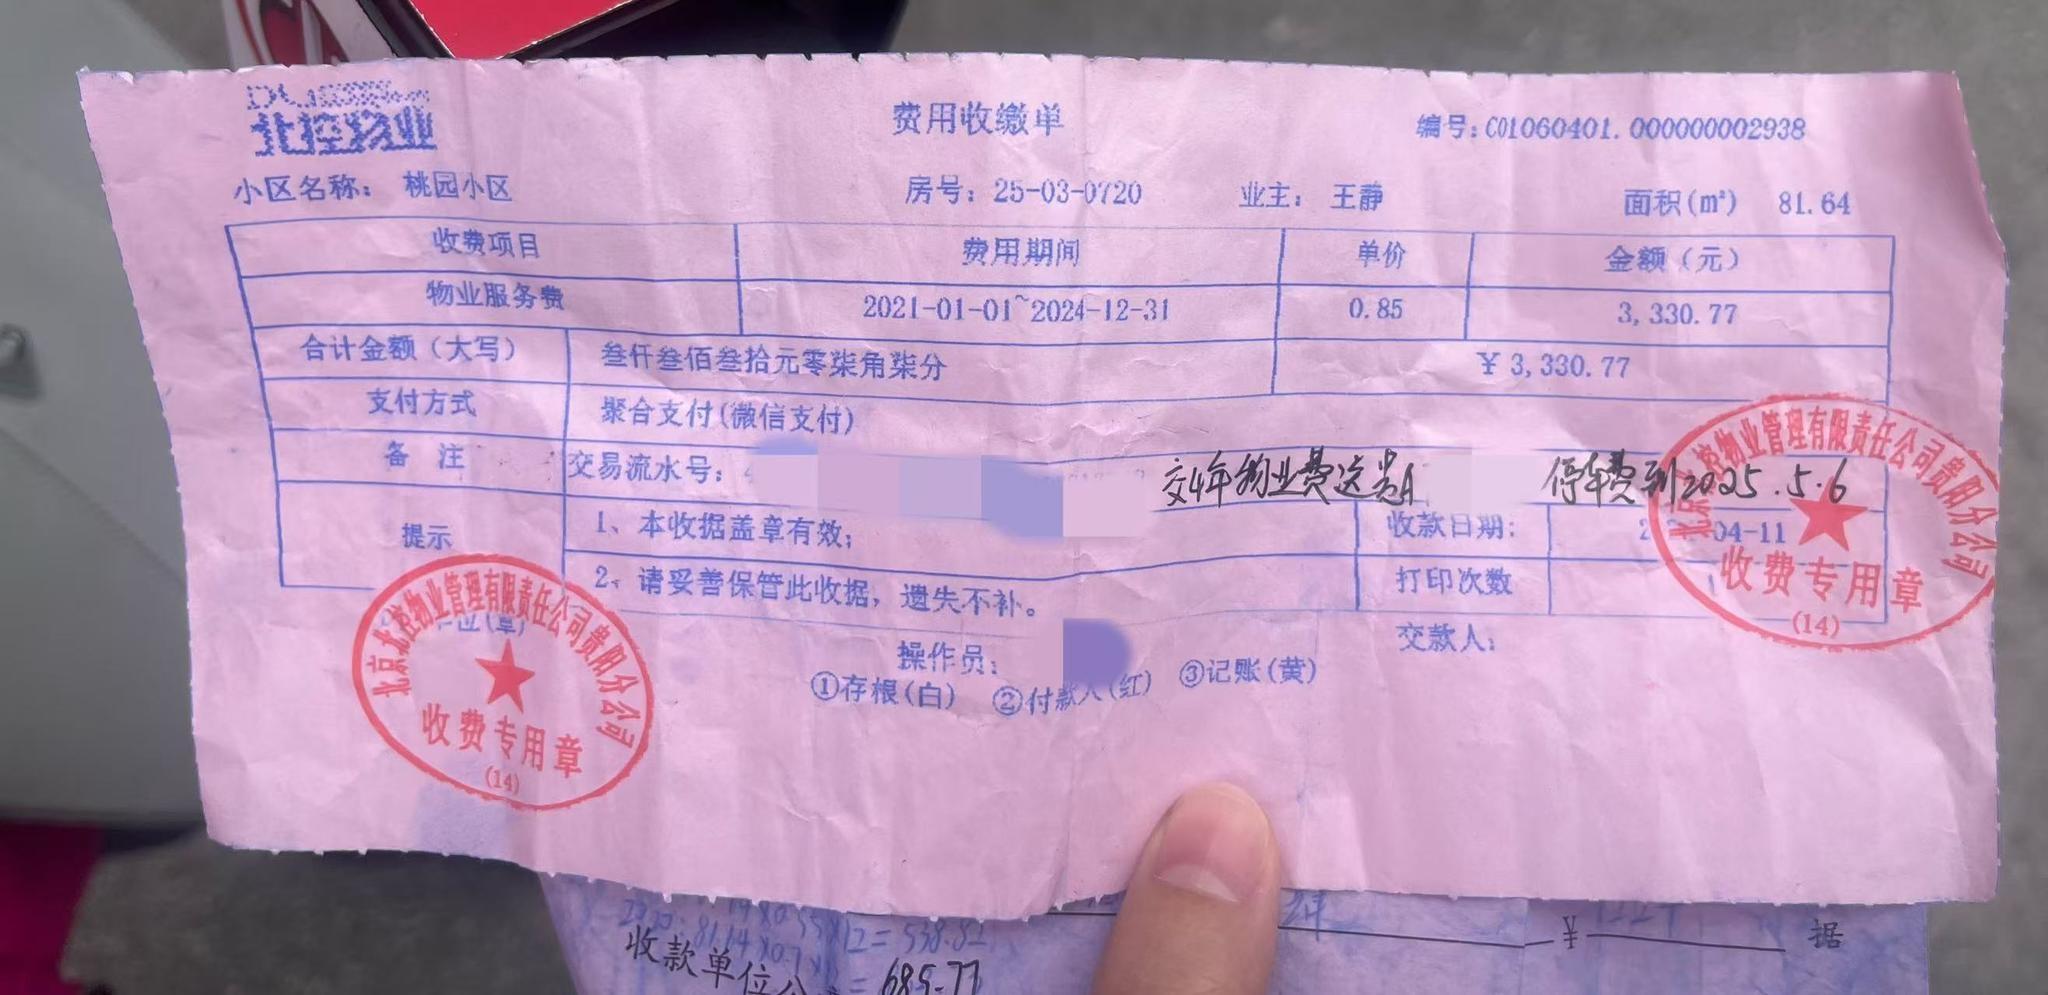 北控物业
费用收缴单
编号:C01060401.000000002938
小区名称: 桃园小区 房号: 25-03-0720 业主: 王静 面积(m²) 81.64
收费项目 费用期间 单价 金额(元)
物业服务费 2021-01-01~2024-12-31 0.85 3,330.77
合计金额(大写) 叁仟叁佰叁拾元零柒角柒分 ¥3,330.77
支付方式 聚合支付(微信支付)
备 注 交易流水号:
交4年物业费送 停车费到2025.5.6
提示 1、本收据盖章有效; 收款日期: 04-11
2、请妥善保管此收据,遗失不补。 打印次数
操作员: 交款人:
①存根(白) ②付款人(红) ③记账(黄)
北京北控物业管理有限责任公司贵阳分公司
收费专用章
(14)
北京北控物业管理有限责任公司贵阳分公司
收费专用章
(14)
¥ 据
=538.82
收款单位
=685.77